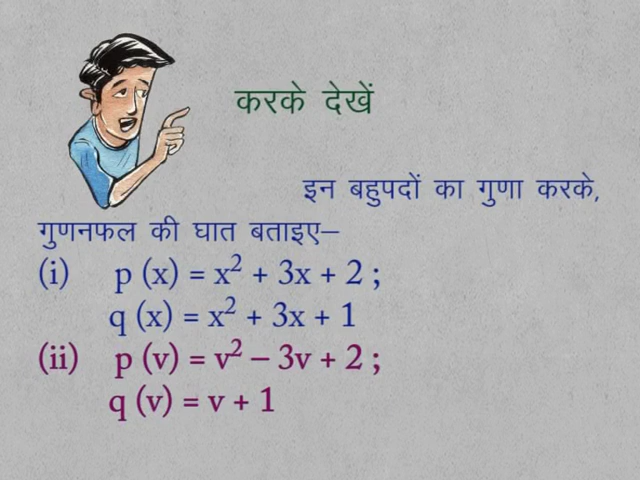 करके देखें
इन बहुपदों का गुणा करके,
गुणनफल की घात बताइए–
(i) p (x) = x² + 3x + 2 ;
q (x) = x² + 3x + 1
(ii) p (v) = v² – 3v + 2 ;
q (v) = v + 1